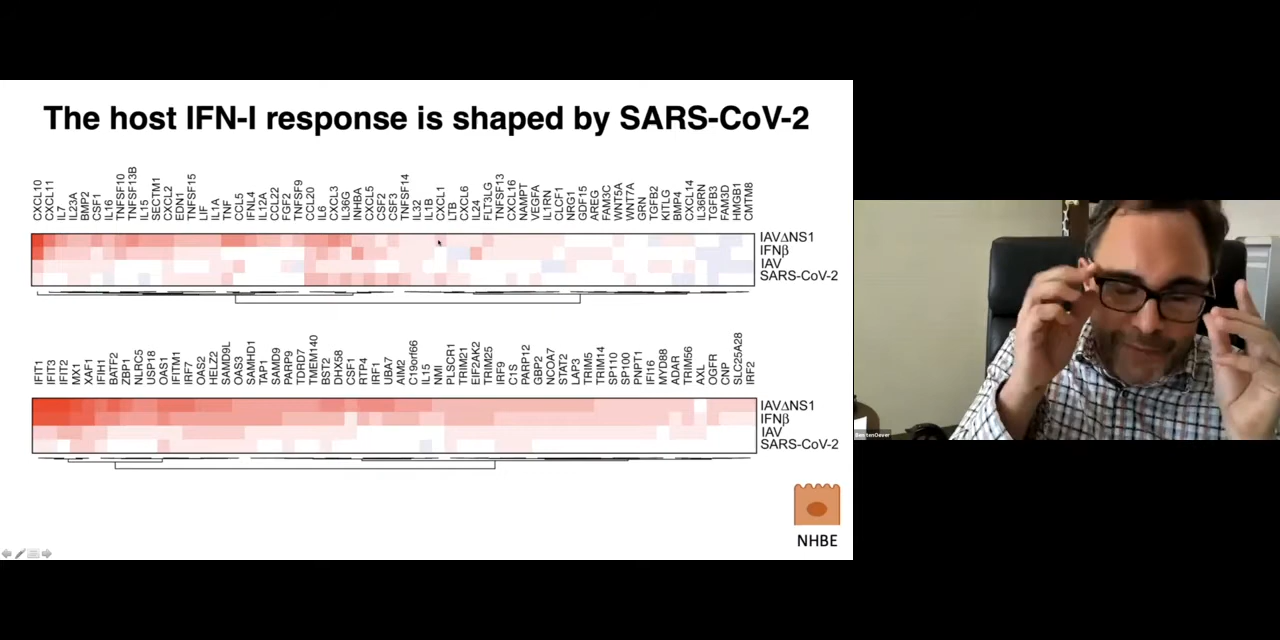 The host IFN-I response is shaped by SARS-CoV-2
CXCL10 CXCL11 IL7 IL23A BMP2 CSF1 IL16 TNFSF10 TNFSF13B IL15 SECTM1 CXCL2 EDN1 TNFSF15 LIF IL1A TNF CCL5 IFNL4 IL12A CCL22 FGF2 TNFSF9 CCL20 IL6 CXCL3 IL36G INHBA CXCL5 CSF2 CSF3 TNFSF14 IL32 IL1B CXCL1 LTB CXCL6 IL24 FLT3LG TNFSF13 CXCL16 NAMPT VEGFA IL1RN CLCF1 NRG1 GDF15 AREG FAM3C WNT5A WNT7A GRN TGFB2 KITLG BMP4 CXCL14 IL36RN TGFB3 FAM3D HMGB1 CMTM8
IAVΔNS1
IFNβ
IAV
SARS-CoV-2
IFIT1 IFIT3 IFIT2 MX1 XAF1 IFIH1 BATF2 ZBP1 NLRC5 USP18 OAS1 IFITM1 IRF7 OAS2 HELZ2 SAMD9L OAS3 SAMHD1 TAP1 SAMD9 PARP9 TDRD7 TMEM140 BST2 DHX58 CSF1 RTP4 IRF1 UBA7 AIM2 C19orf66 IL15 NMI PLSCR1 TRIM21 EIF2AK2 TRIM25 IRF9 C1S PARP12 GBP2 NCOA7 STAT2 LAP3 TRIM5 TRIM14 SP110 SP100 PNPT1 IFI16 MYD88 ADAR TRIM56 AXL OGFR CNP SLC25A28 IRF2
IAVΔNS1
IFNβ
IAV
SARS-CoV-2
NHBE
Ben tenOever